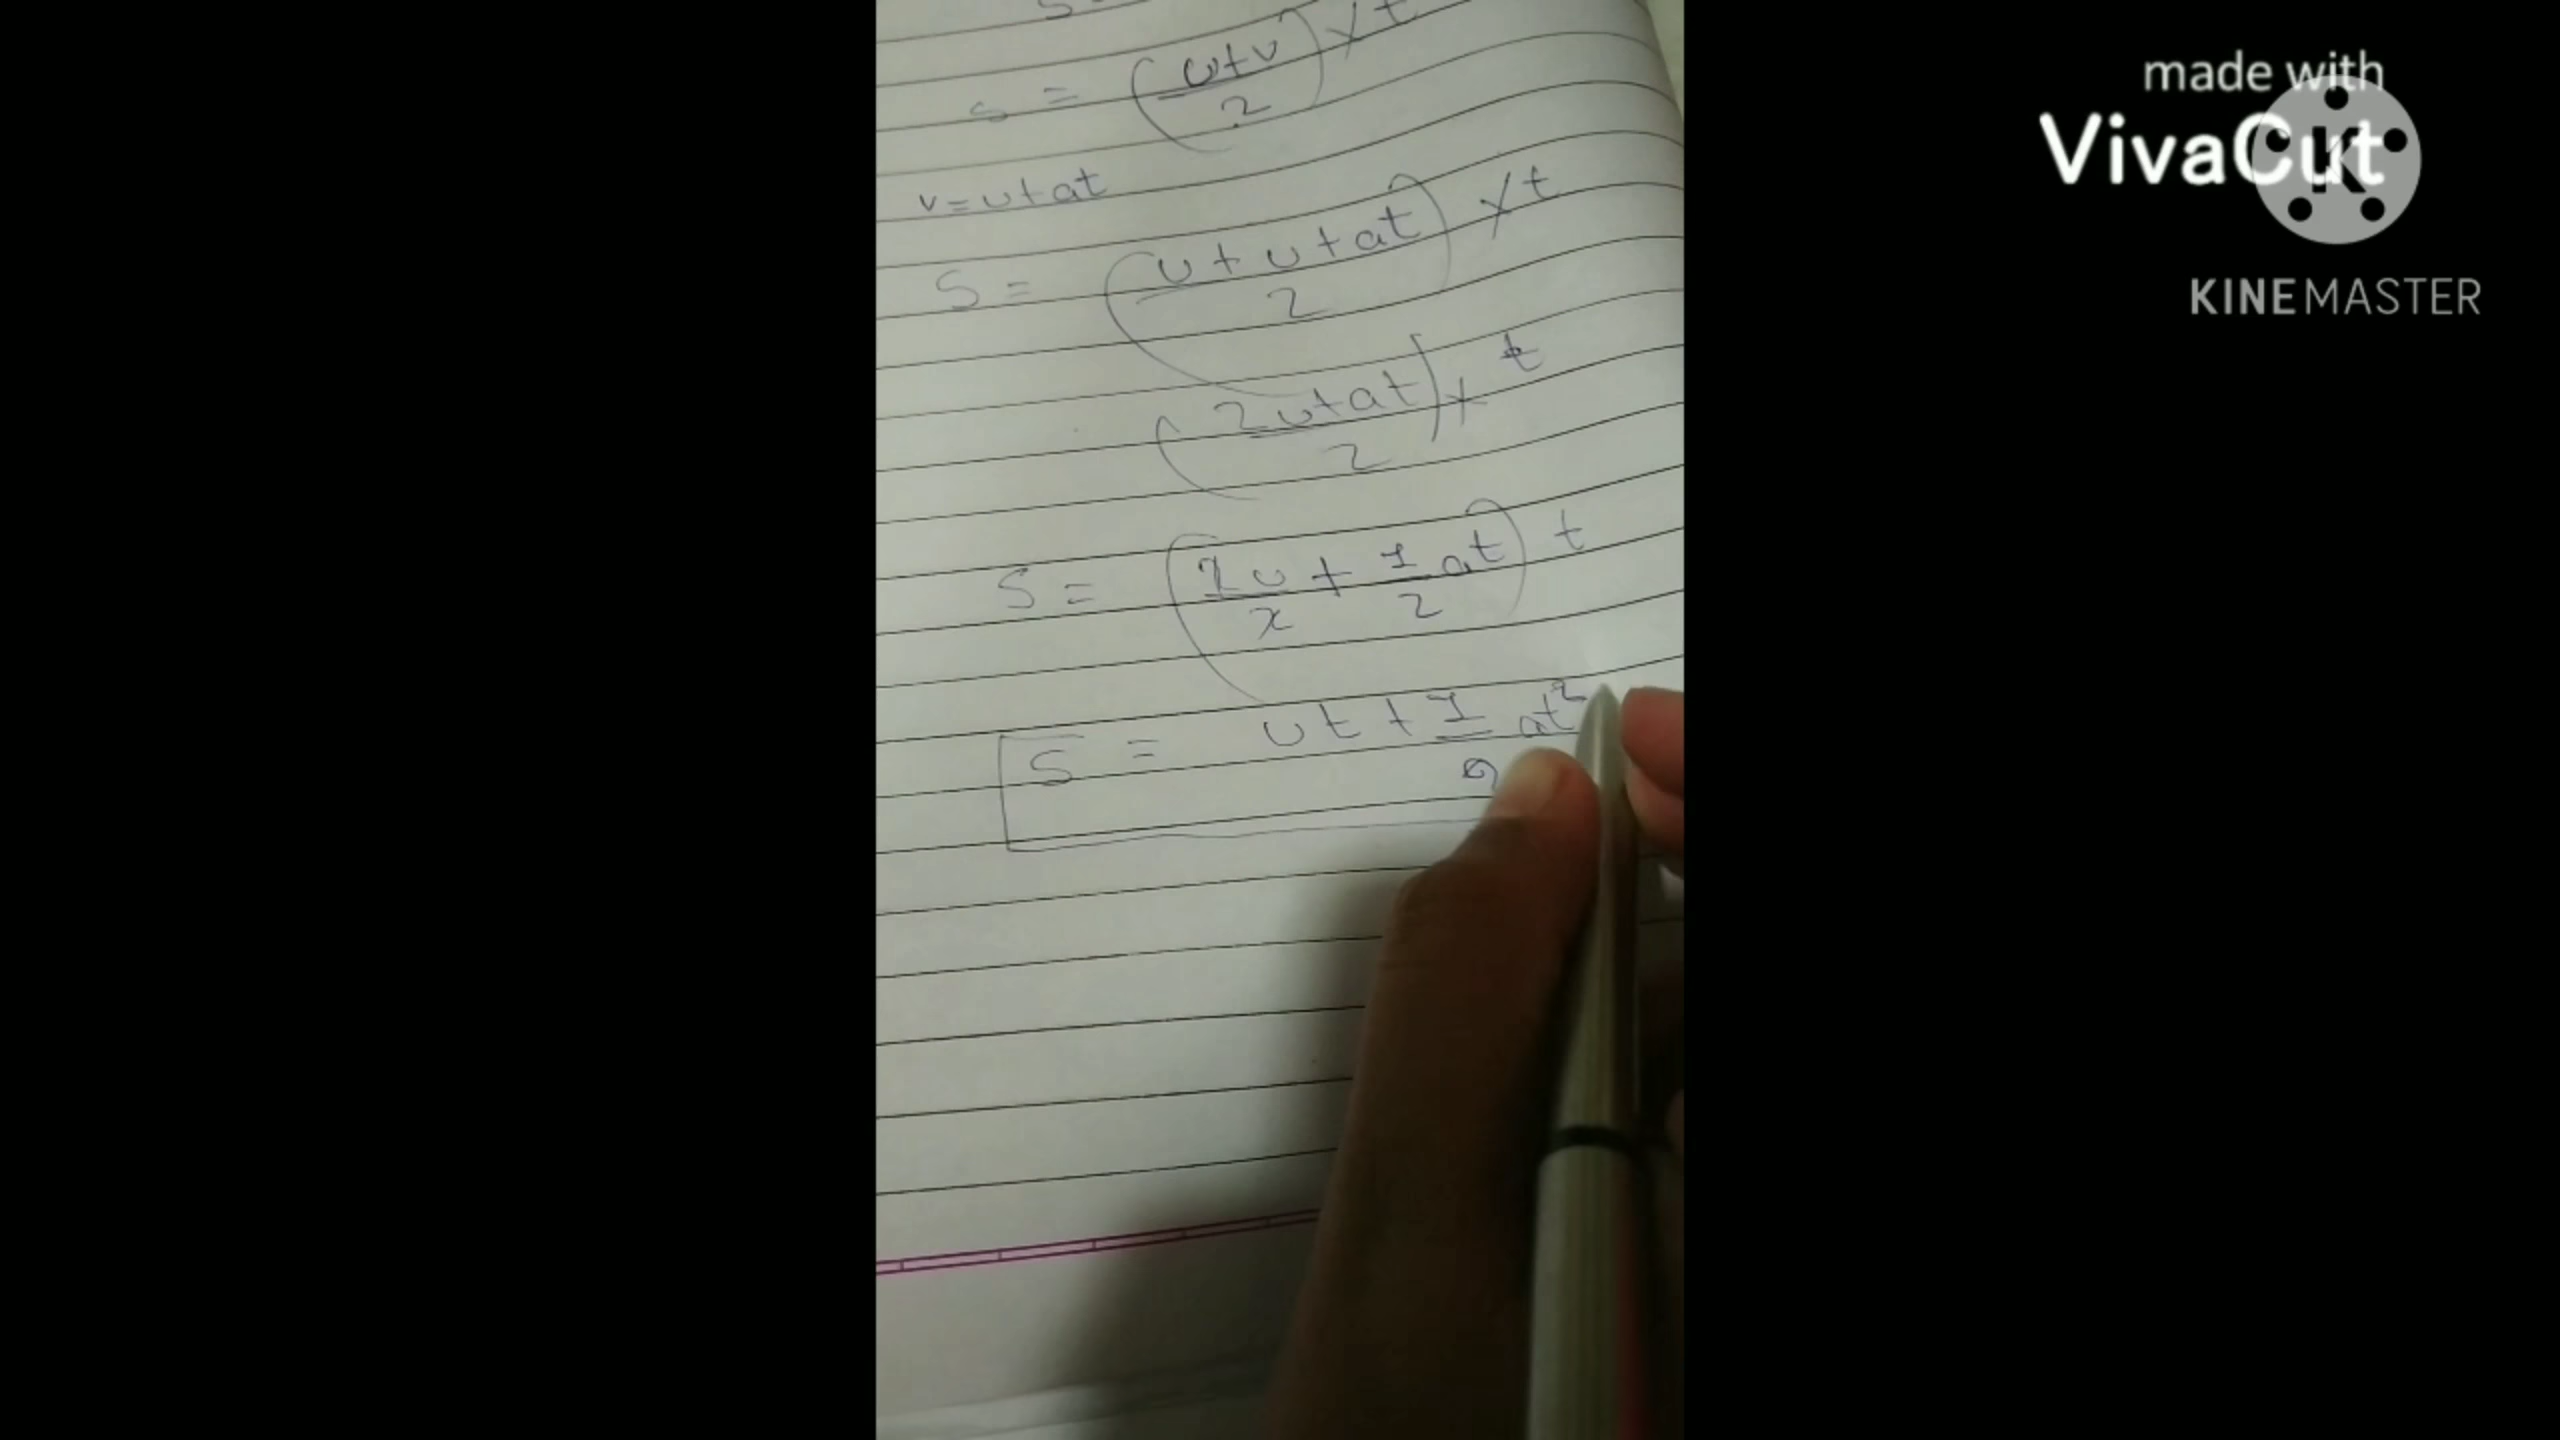 S = (u+v/2) × t
v = u + at
S = (u + u + at/2) × t
(2u + at/2) × t
S = (2u/2 + 1/2 at) t
S = ut + 1/2 at²
made with
VivaCut
KINEMASTER